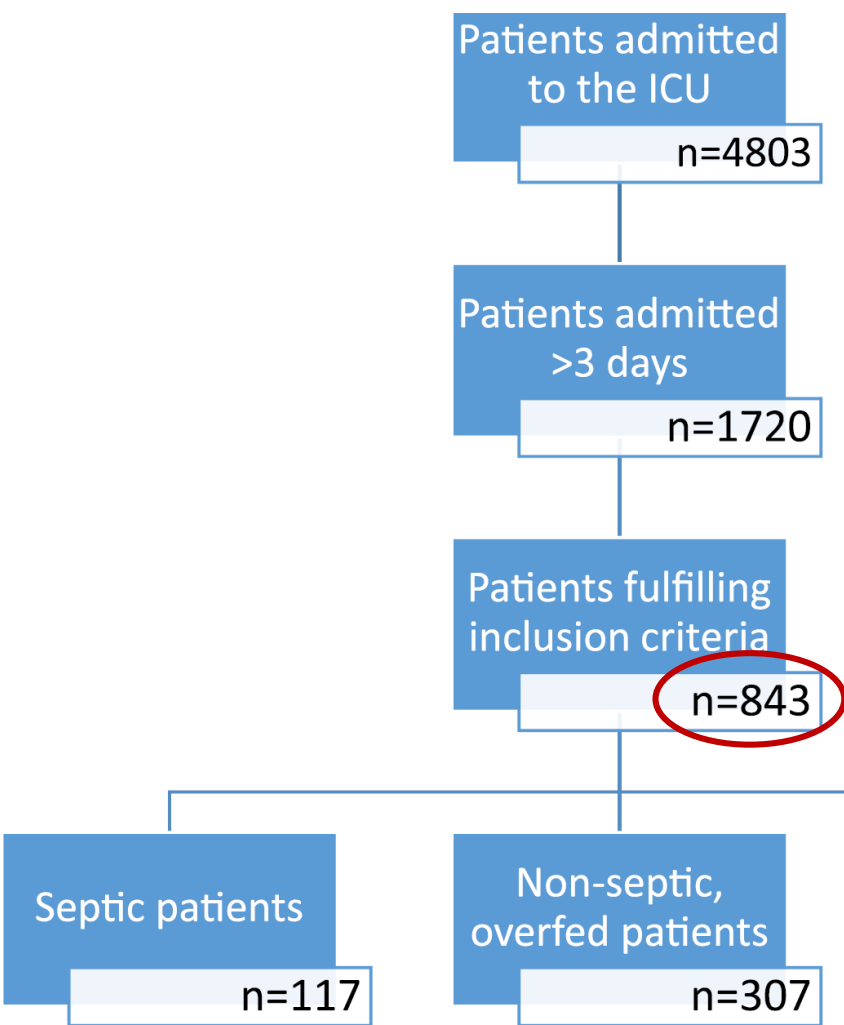 Patients admitted
to the ICU
n=4803
Patients admitted
>3 days
n=1720
Patients fulfilling
inclusion criteria
n=843
Septic patients
n=117
Non-septic,
overfed patients
n=307